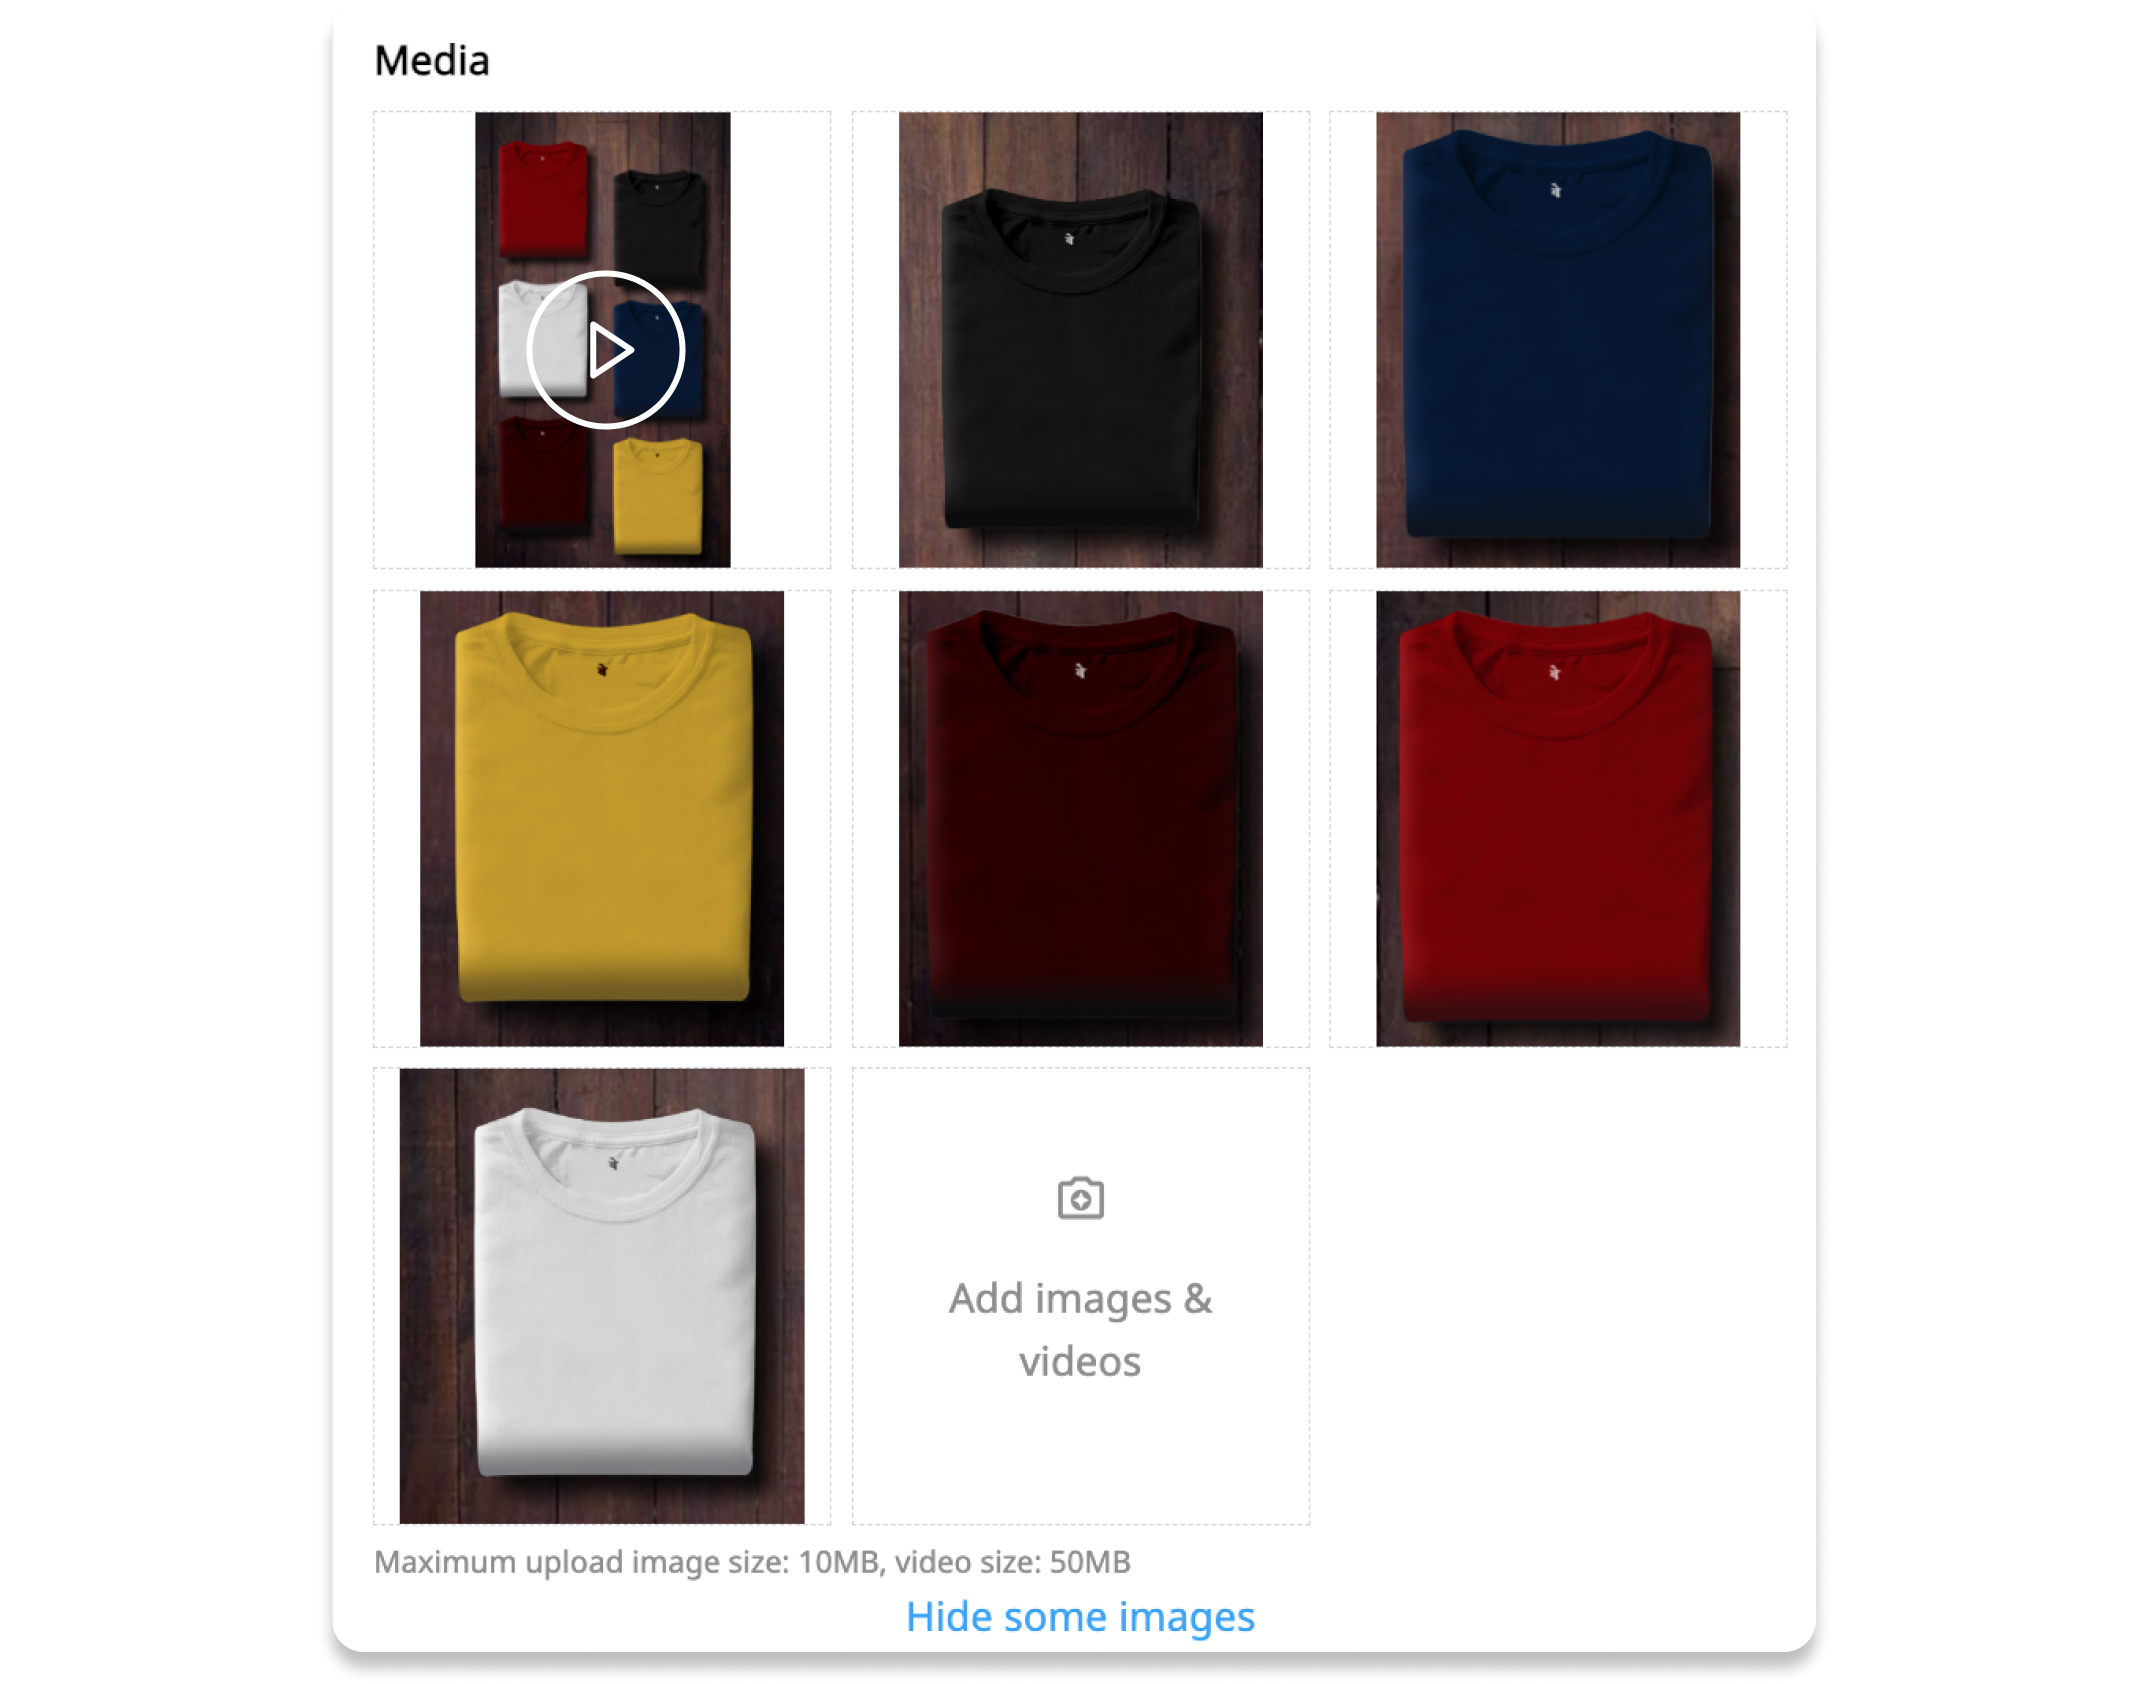 Media
Add images &
videos
Maximum upload image size: 10MB, video size: 50MB
Hide some images